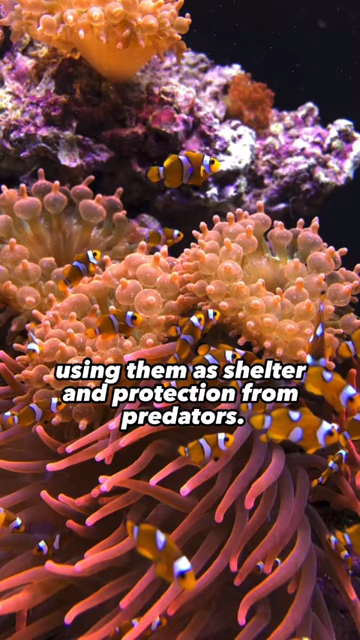 using them as shelter
and protection from
predators.